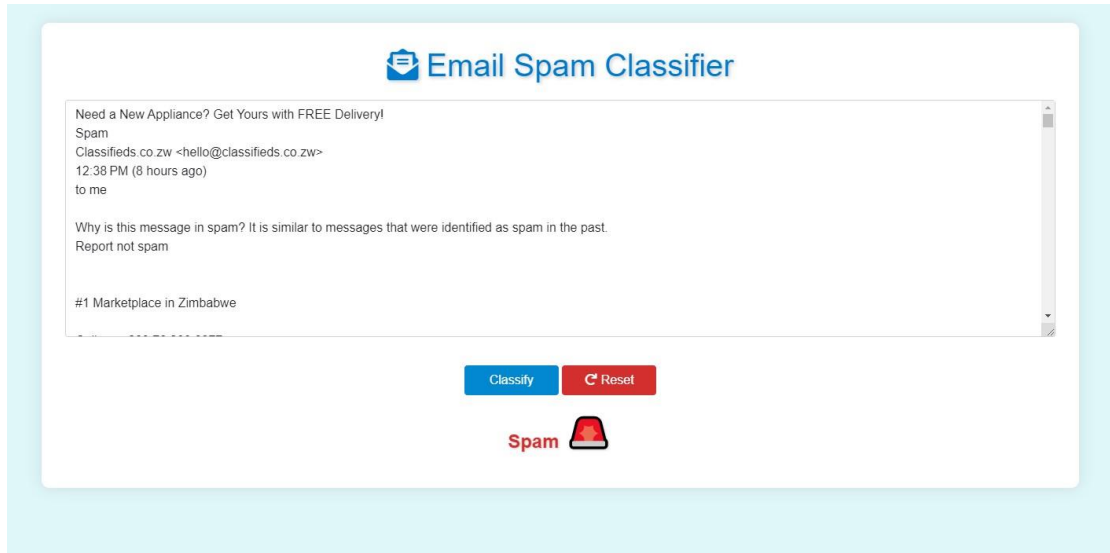 Email Spam Classifier
Need a New Appliance? Get Yours with FREE Delivery!
Spam
Classifieds.co.zw <hello@classifieds.co.zw>
12:38 PM (8 hours ago)
to me
Why is this message in spam? It is similar to messages that were identified as spam in the past.
Report not spam
#1 Marketplace in Zimbabwe
Classify
Reset
Spam